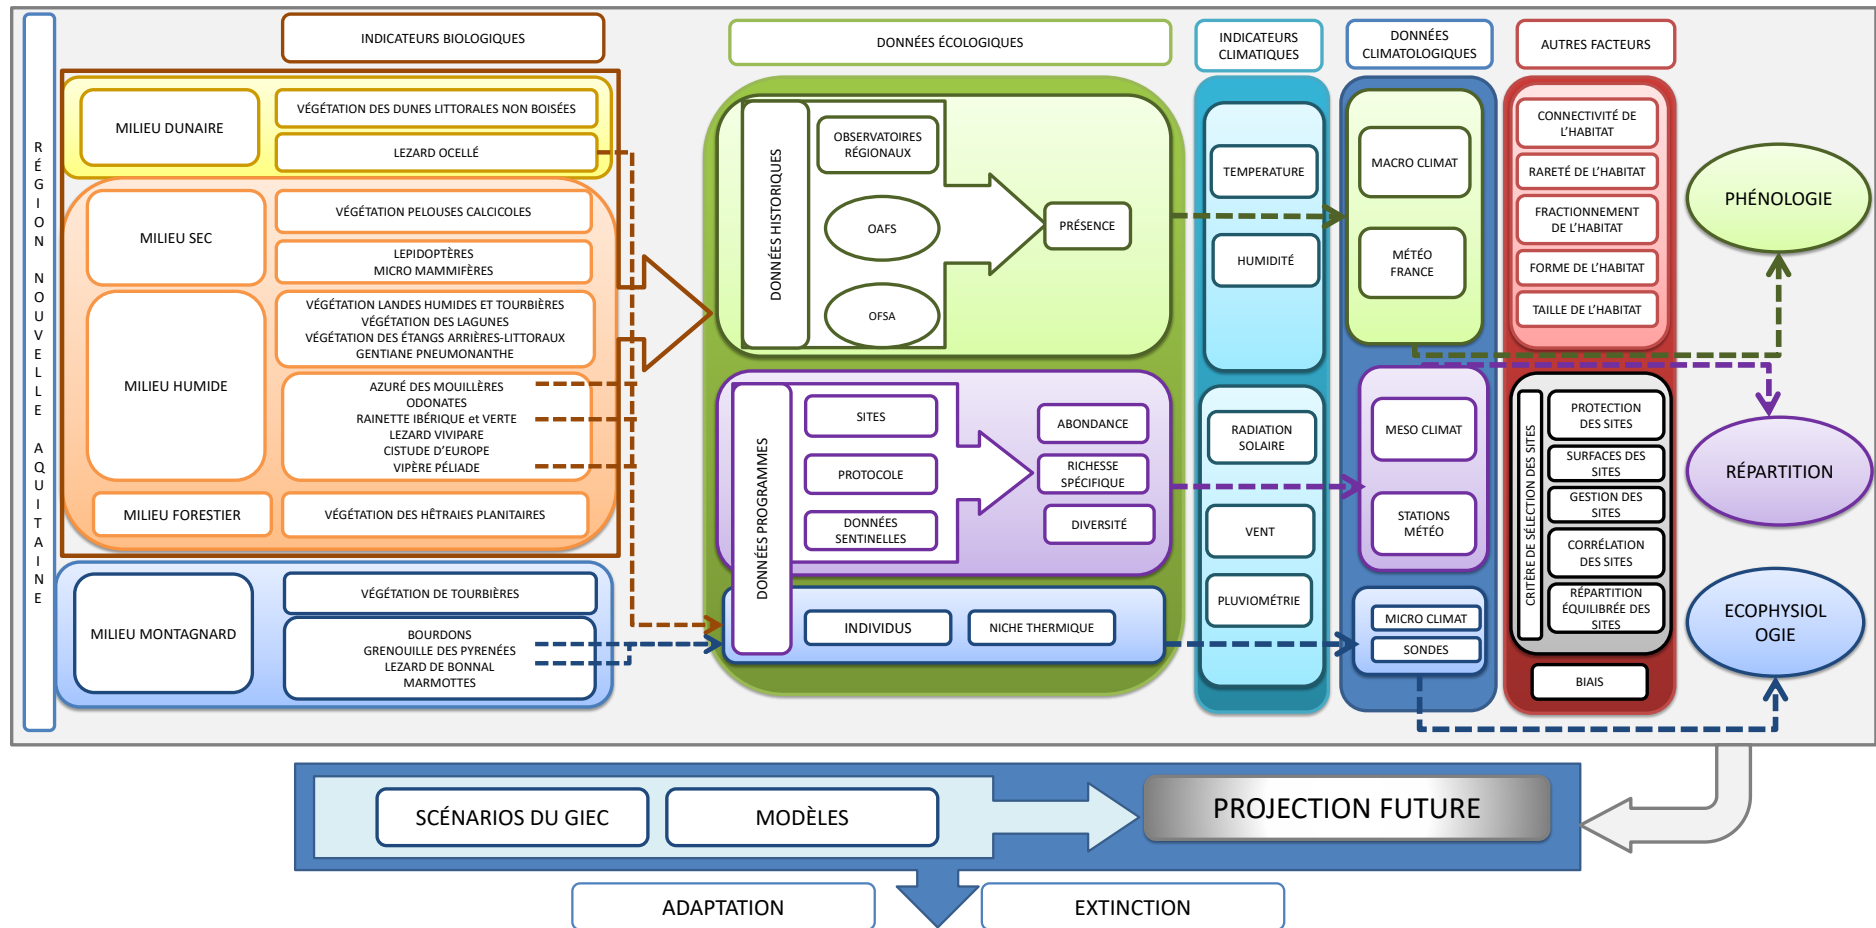 RÉGION NOUVELLE AQUITAINE
INDICATEURS BIOLOGIQUES
MILIEU DUNAIRE
VÉGÉTATION DES DUNES LITTORALES NON BOISÉES
LEZARD OCELLÉ
MILIEU SEC
VÉGÉTATION PELOUSES CALCICOLES
LEPIDOPTÈRES
MICRO MAMMIFÈRES
MILIEU HUMIDE
VÉGÉTATION LANDES HUMIDES ET TOURBIÈRES
VÉGÉTATION DES LAGUNES
VÉGÉTATION DES ÉTANGS ARRIÈRES-LITTORAUX
GENTIANE PNEUMONANTHE
AZURÉ DES MOUILLÈRES
ODONATES
RAINETTE IBÉRIQUE et VERTE
LEZARD VIVIPARE
CISTUDE D'EUROPE
VIPÈRE PÉLIADE
MILIEU FORESTIER
VÉGÉTATION DES HÊTRAIES PLANITAIRES
MILIEU MONTAGNARD
VÉGÉTATION DE TOURBIÈRES
BOURDONS
GRENOUILLE DES PYRENÉES
LEZARD DE BONNAL
MARMOTTES
DONNÉES ÉCOLOGIQUES
DONNÉES HISTORIQUES
OBSERVATOIRES
RÉGIONAUX
OAFS
OFSA
PRÉSENCE
DONNÉES PROGRAMMES
SITES
PROTOCOLE
DONNÉES
SENTINELLES
ABONDANCE
RICHESSE
SPÉCIFIQUE
DIVERSITÉ
INDIVIDUS
NICHE THERMIQUE
INDICATEURS
CLIMATIQUES
TEMPERATURE
HUMIDITÉ
RADIATION
SOLAIRE
VENT
PLUVIOMÉTRIE
DONNÉES
CLIMATOLOGIQUES
MACRO CLIMAT
MÉTÉO
FRANCE
MESO CLIMAT
STATIONS
MÉTÉO
MICRO CLIMAT
SONDES
AUTRES FACTEURS
CONNECTIVITÉ DE
L'HABITAT
RARETÉ DE L'HABITAT
FRACTIONNEMENT
DE L'HABITAT
FORME DE L'HABITAT
TAILLE DE L'HABITAT
CRITÈRE DE SÉLECTION DES SITES
PROTECTION
DES SITES
SURFACES DES
SITES
GESTION DES
SITES
CORRÉLATION
DES SITES
RÉPARTITION
ÉQUILIBRÉE DES
SITES
BIAIS
PHÉNOLOGIE
RÉPARTITION
ECOPHYSIOL
OGIE
SCÉNARIOS DU GIEC
MODÈLES
PROJECTION FUTURE
ADAPTATION
EXTINCTION